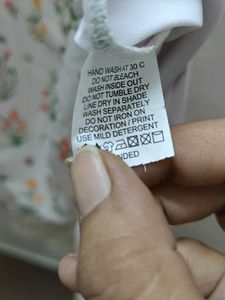 HAND WASH AT 30 C
DO NOT BLEACH
WASH INSIDE OUT
DO NOT TUMBLE DRY
LINE DRY IN SHADE
WASH SEPARATELY
DO NOT IRON ON
DECORATION / PRINT
USE MILD DETERGENT